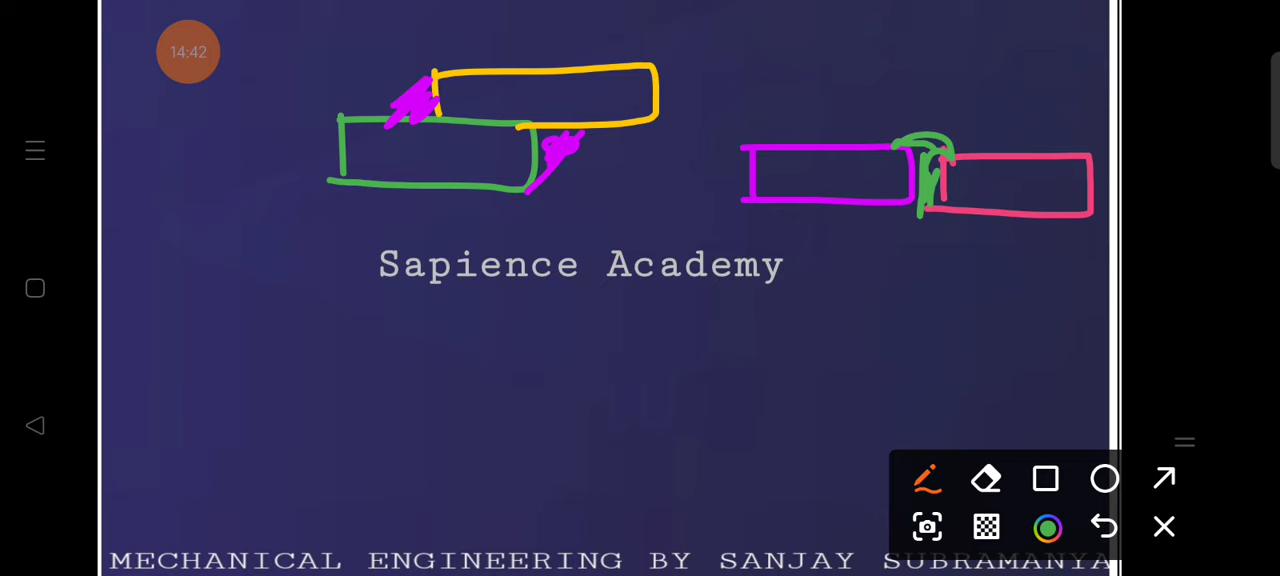 14:42
Sapience Academy
MECHANICAL ENGINEERING BY SANJAY SUBRAMANYA